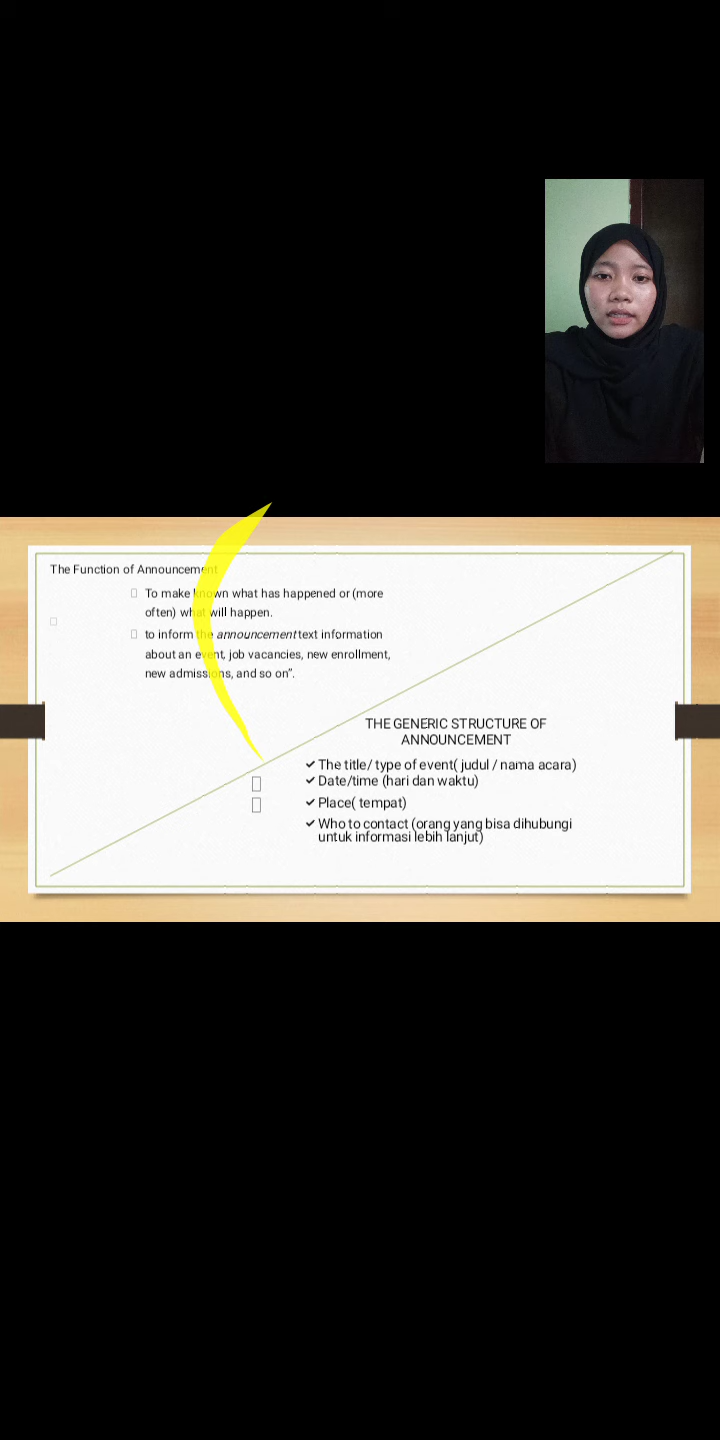 The Function of Announcement
To make known what has happened or (more
often) what will happen.
to inform the announcement text information
about an event, job vacancies, new enrollment,
new admissions, and so on”.
THE GENERIC STRUCTURE OF
ANNOUNCEMENT
✔ The title/ type of event( judul / nama acara)
✔ Date/time (hari dan waktu)
✔ Place( tempat)
✔ Who to contact (orang yang bisa dihubungi
untuk informasi lebih lanjut)